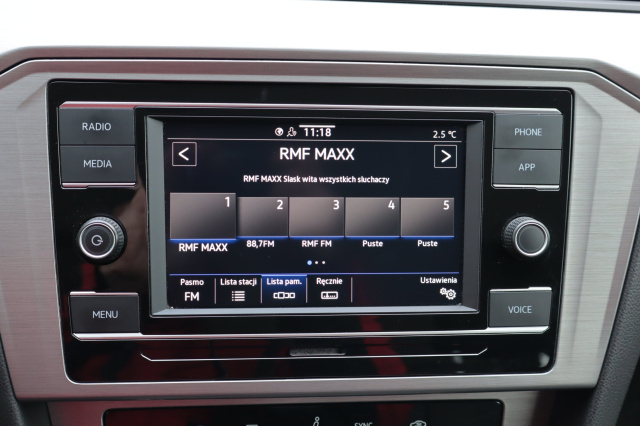 RADIO
MEDIA
MENU
11:18
2.5 °C
< RMF MAXX >
RMF MAXX Slask wita wszystkich sluchaczy
1 2 3 4 5
RMF MAXX 88,7FM RMF FM Puste Puste
Pasmo Lista stacji Lista pam. Ręcznie Ustawienia
FM
PHONE
APP
VOICE
SYNC